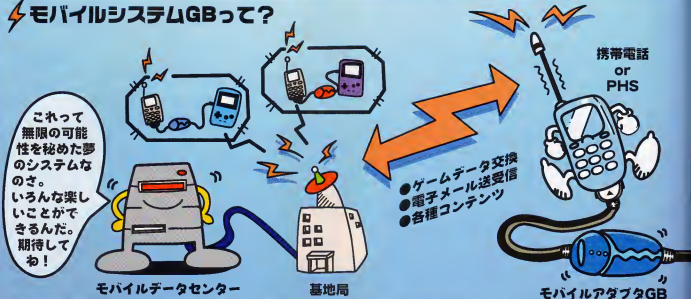 モバイルシステムGBって?
これって
無限の可能
性を秘めた夢
のシステムな
のさ。
いろんな楽し
いことがで
きるんだ。
期待して
ね！
モバイルデータセンター
基地局
●ゲームデータ交換
●電子メール送受信
●各種コンテンツ
携帯電話
or
PHS
モバイルアダプタGB